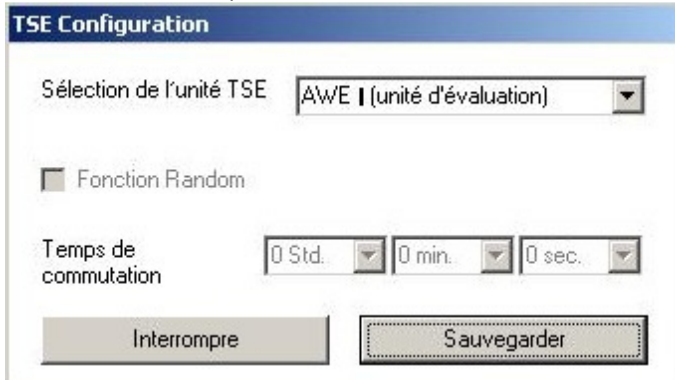 TSE Configuration
Sélection de l'unité TSE AWE I (unité d'évaluation)
Fonction Random
Temps de
commutation
0 Std. 0 min. 0 sec.
Interrompre Sauvegarder